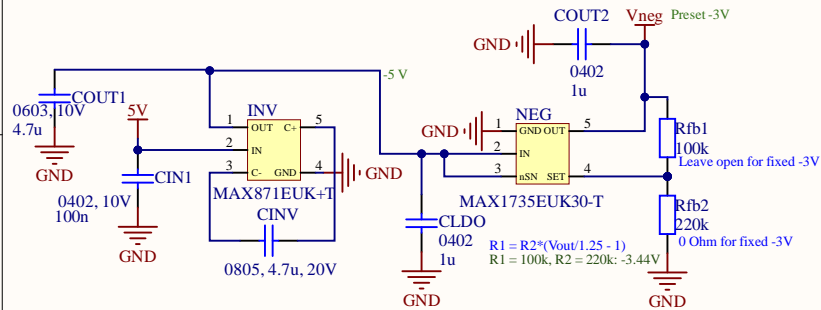 COUT2
Vneg
Preset -3V
GND
0402
1u
-5 V
COUT1
0603, 10V
4.7u
GND
5V
INV
1
OUT
C+
5
2
IN
3
C-
GND
4
GND
MAX871EUK+T
CIN1
0402, 10V
100n
GND
CINV
0805, 4.7u, 20V
NEG
GND
1
GND
OUT
5
2
IN
3
nSN
SET
4
MAX1735EUK30-T
Rfb1
100k
Leave open for fixed -3V
Rfb2
220k
0 Ohm for fixed -3V
GND
CLDO
0402
1u
GND
R1 = R2*(Vout/1.25 - 1)
R1 = 100k, R2 = 220k: -3.44V